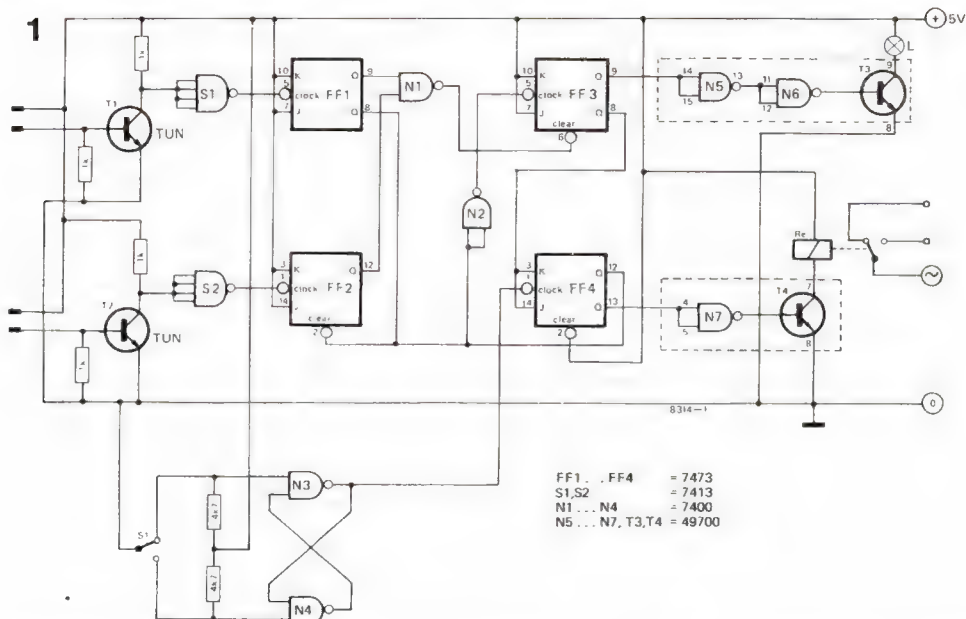 1
+ 5V
1k
T1
TUN
1k
S1
10 K Q 9
5 clock FF1
7 J 8
N1
10 K Q 9
5 clock FF3
7 J Q 8
clear
6
14
15
N5
13
11
12
N6
L
9
T3
8
N2
1k
T2
TUN
1k
S2
3 K Q 12
1 clock FF2
14 13
clear
2
3 K Q 12
1 clock FF4
14 J Q 13
clear
2
Re
4
5
N7
T4
7
8
0
8314-1
S1
4k7
4k7
N3
N4
FF1 . . FF4 = 7473
S1,S2 = 7413
N1 ... N4 = 7400
N5 ... N7, T3,T4 = 49700